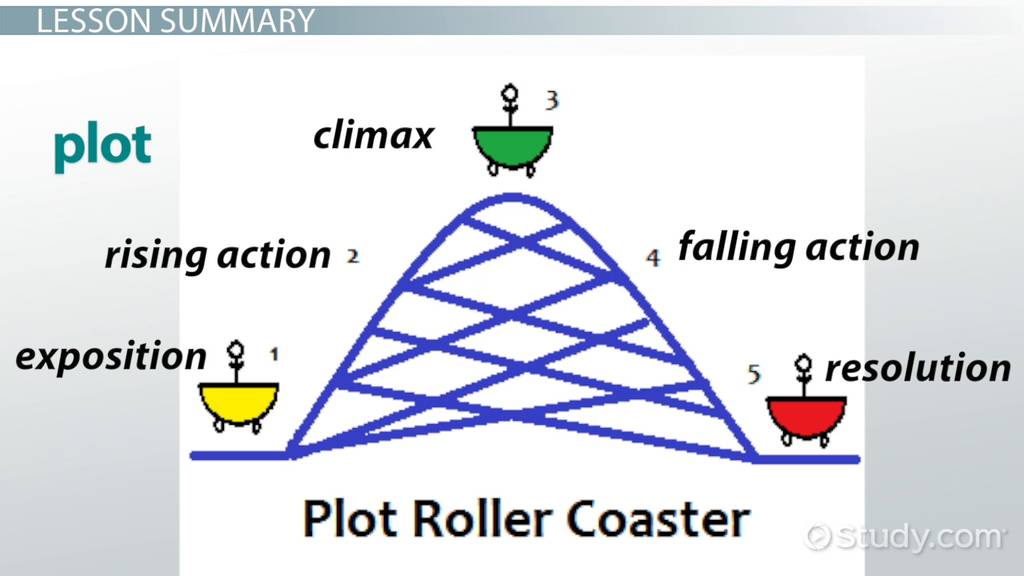 LESSON SUMMARY
plot
climax
3
rising action 2
4 falling action
exposition 1
5 resolution
Plot Roller Coaster
Study.com